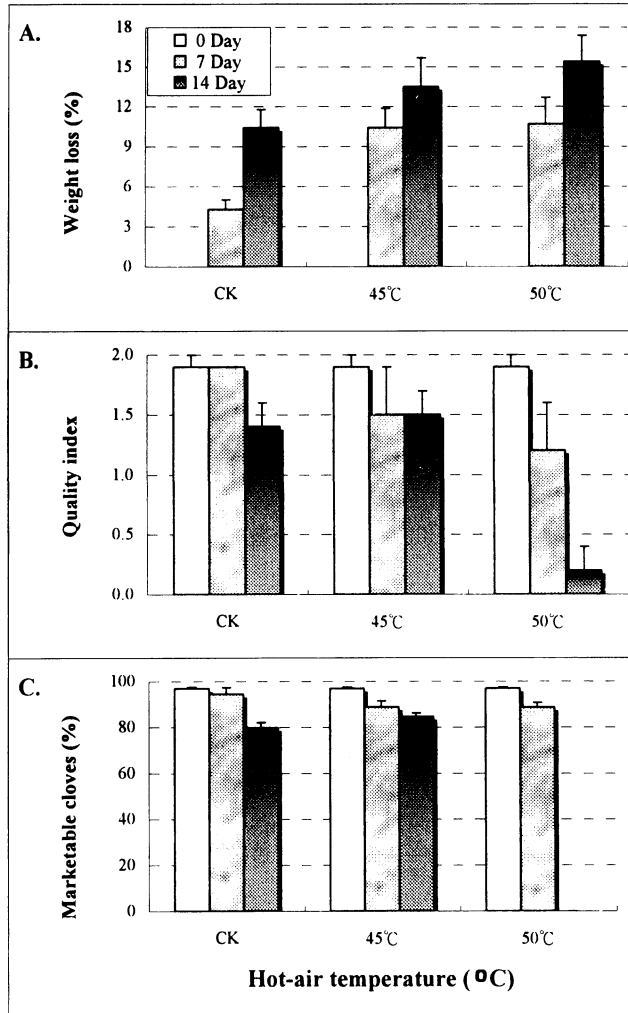 A.
Weight loss (%)
18
15
12
9
6
3
0
0 Day
7 Day
14 Day
CK
45℃
50℃
B.
Quality index
2.0
1.5
1.0
0.5
0.0
CK
45℃
50℃
C.
Marketable cloves (%)
100
80
60
40
20
0
CK
45℃
50℃
Hot-air temperature (ºC)